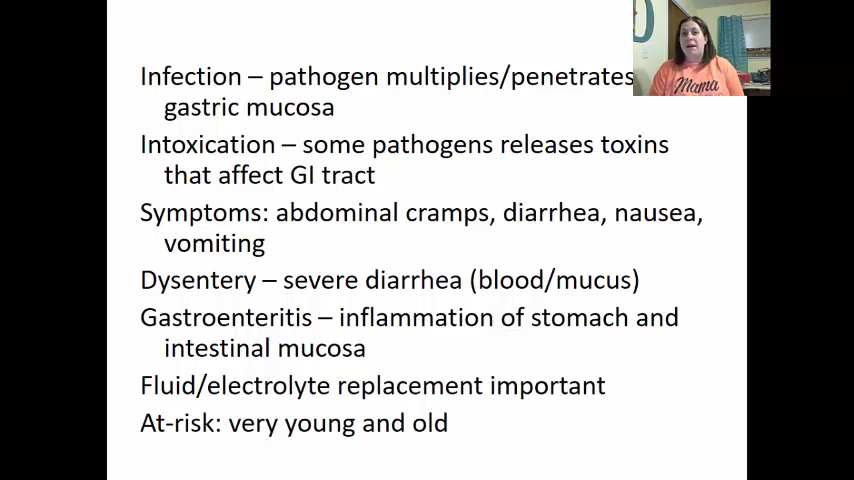 Infection – pathogen multiplies/penetrates
gastric mucosa
Intoxication – some pathogens releases toxins
that affect GI tract
Symptoms: abdominal cramps, diarrhea, nausea,
vomiting
Dysentery – severe diarrhea (blood/mucus)
Gastroenteritis – inflammation of stomach and
intestinal mucosa
Fluid/electrolyte replacement important
At-risk: very young and old
Mama